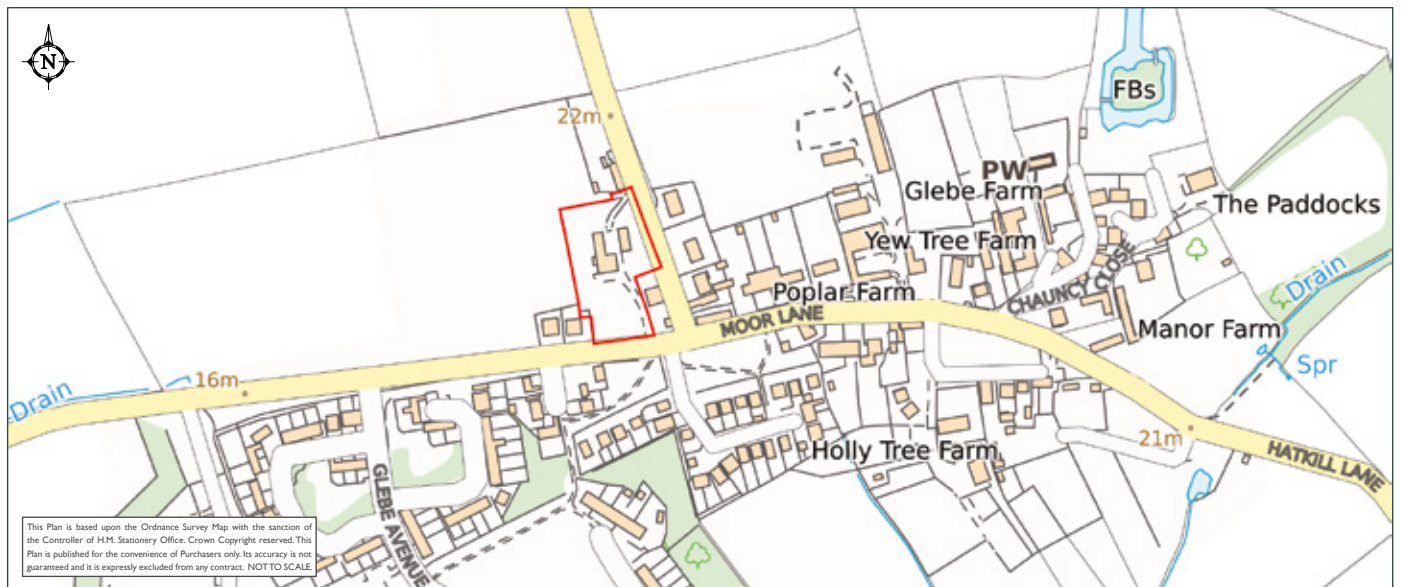 N
22m
FBs
PW
Glebe Farm
The Paddocks
Yew Tree Farm
CHAUNCY CLOSE
Drain
Poplar Farm
MOOR LANE
Manor Farm
Spr
16m
Drain
21m
Holly Tree Farm
HATKILL LANE
GLEBE AVENUE
This Plan is based upon the Ordnance Survey Map with the sanction of
the Controller of H.M. Stationery Office. Crown Copyright reserved. This
Plan is published for the convenience of Purchasers only. Its accuracy is not
guaranteed and it is expressly excluded from any contract. NOT TO SCALE.